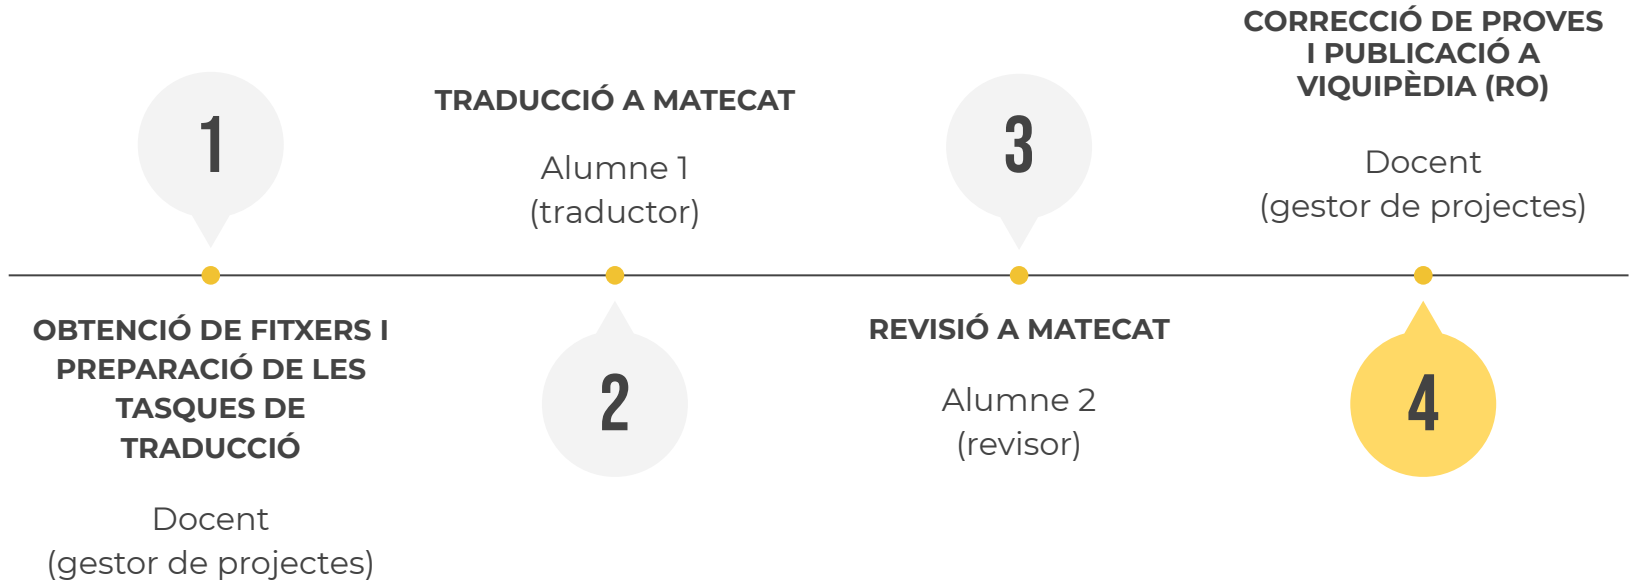 1
OBTENCIÓ DE FITXERS I
PREPARACIÓ DE LES
TASQUES DE
TRADUCCIÓ
Docent
(gestor de projectes)
TRADUCCIÓ A MATECAT
Alumne 1
(traductor)
2
3
REVISIÓ A MATECAT
Alumne 2
(revisor)
CORRECCIÓ DE PROVES
I PUBLICACIÓ A
VIQUIPÈDIA (RO)
Docent
(gestor de projectes)
4